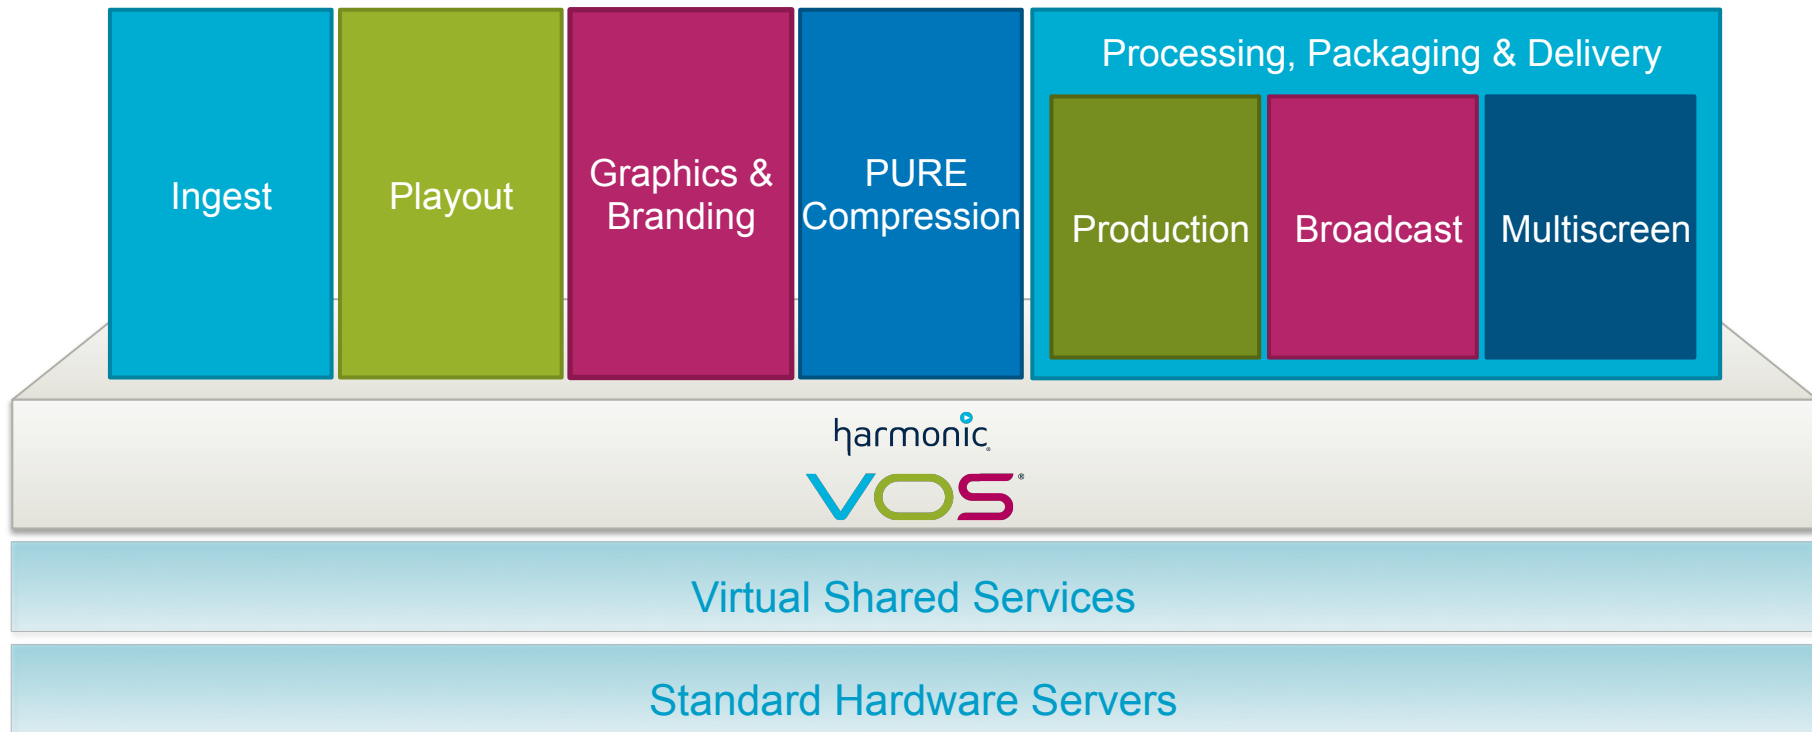 Processing, Packaging & Delivery
Ingest
Playout
Graphics &
Branding
PURE
Compression
Production
Broadcast
Multiscreen
harmonic®
VOS®
Virtual Shared Services
Standard Hardware Servers